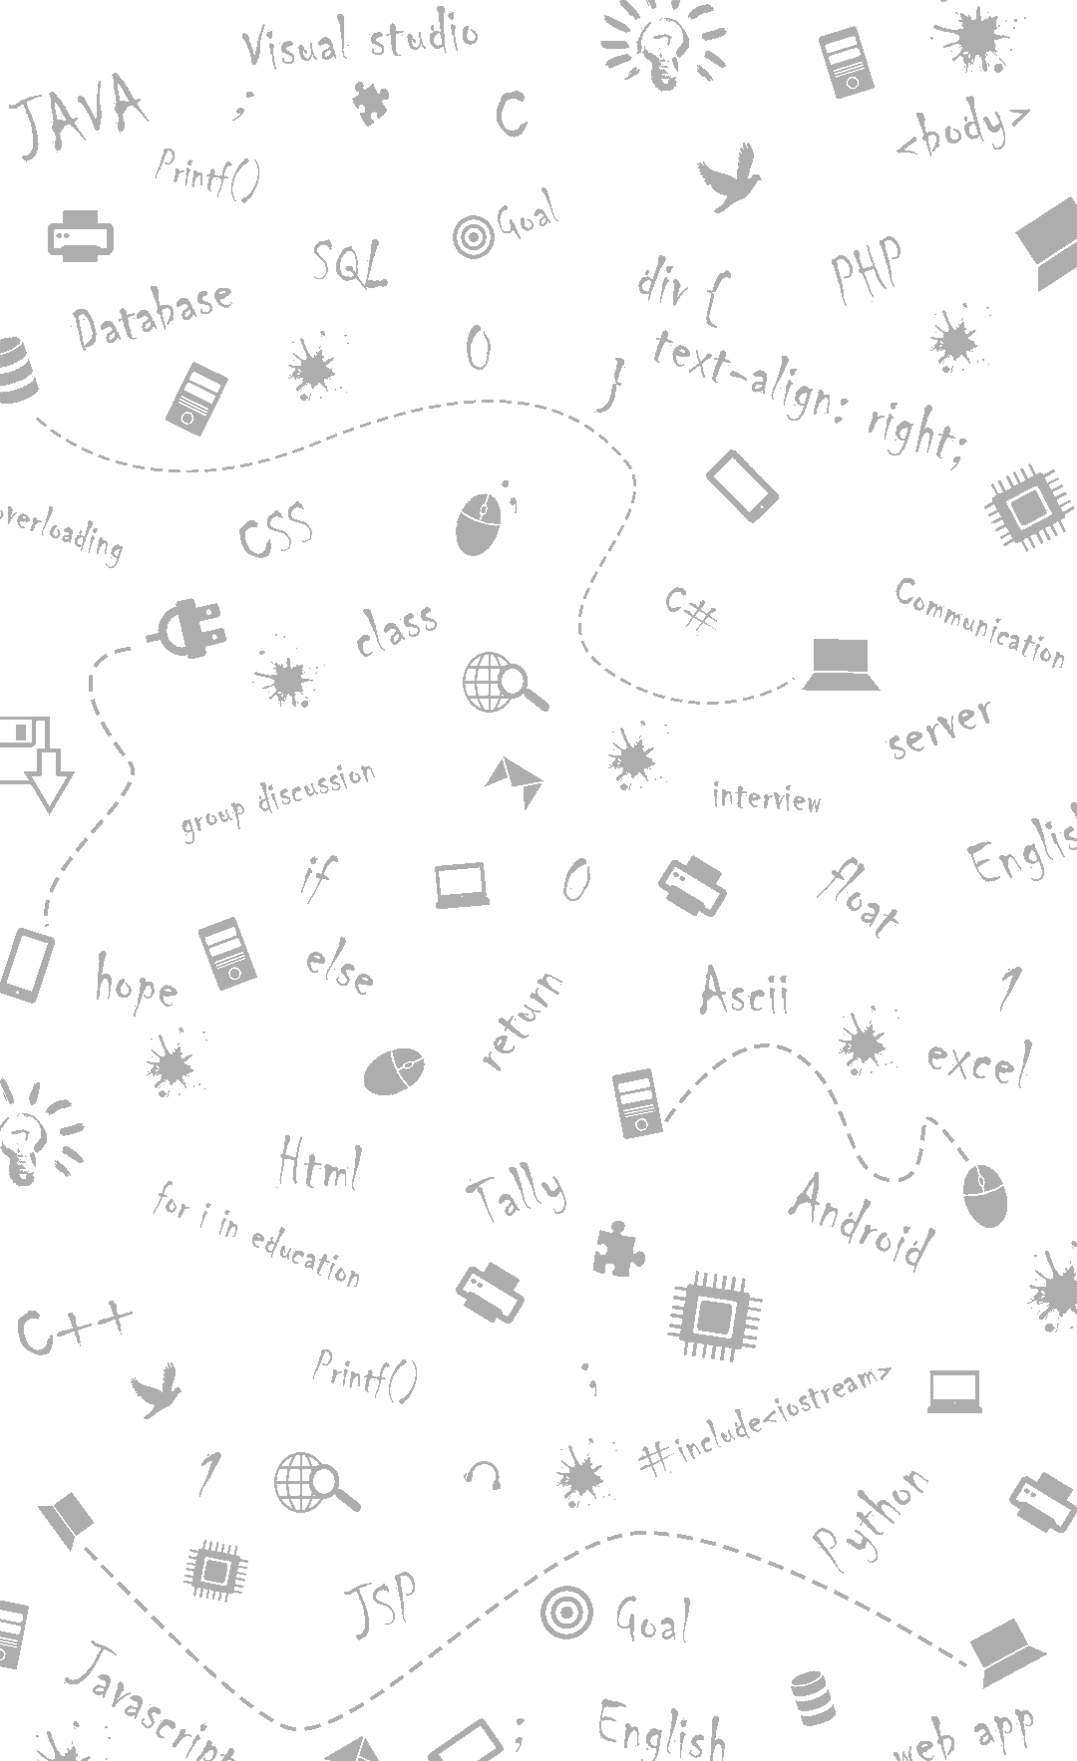 Visual studio
JAVA
;
C
<body>
Printf()
Goal
SQL
div {
PHP
Database
0
text-align: right;
}
overloading
CSS
;
class
C#
Communication
server
group discussion
interview
English
if
0
float
hope
else
return
Ascii
1
excel
Html
Tally
for i in education
Android
C++
Printf()
;
#include<iostream>
1
Python
JSP
Goal
Javascript
English
;
web app